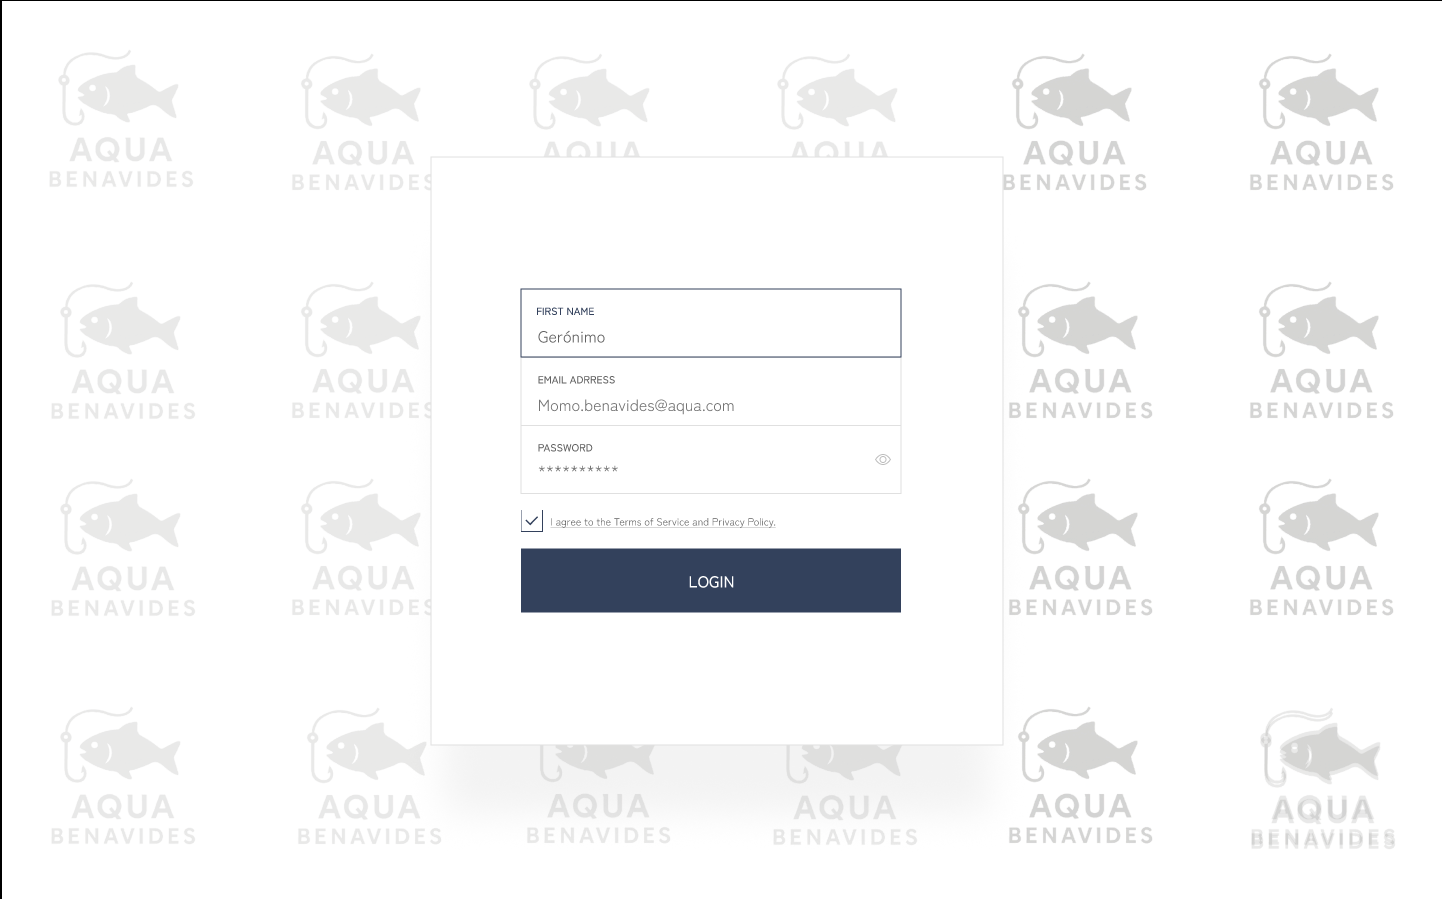 AQUA
BENAVIDES
AQUA
BENAVIDES
AQUA
AQUA
AQUA
BENAVIDES
AQUA
BENAVIDES
FIRST NAME
Gerónimo
EMAIL ADRRESS
Momo.benavides@aqua.com
PASSWORD
**********
I agree to the Terms of Service and Privacy Policy.
LOGIN
AQUA
BENAVIDES
AQUA
BENAVIDES
AQUA
BENAVIDES
AQUA
BENAVIDES
AQUA
BENAVIDES
AQUA
BENAVIDES
AQUA
BENAVIDES
AQUA
BENAVIDES
AQUA
BENAVIDES
AQUA
BENAVIDES
AQUA
BENAVIDES
AQUA
BENAVIDES
AQUA
BENAVIDES
AQUA
BENAVIDES